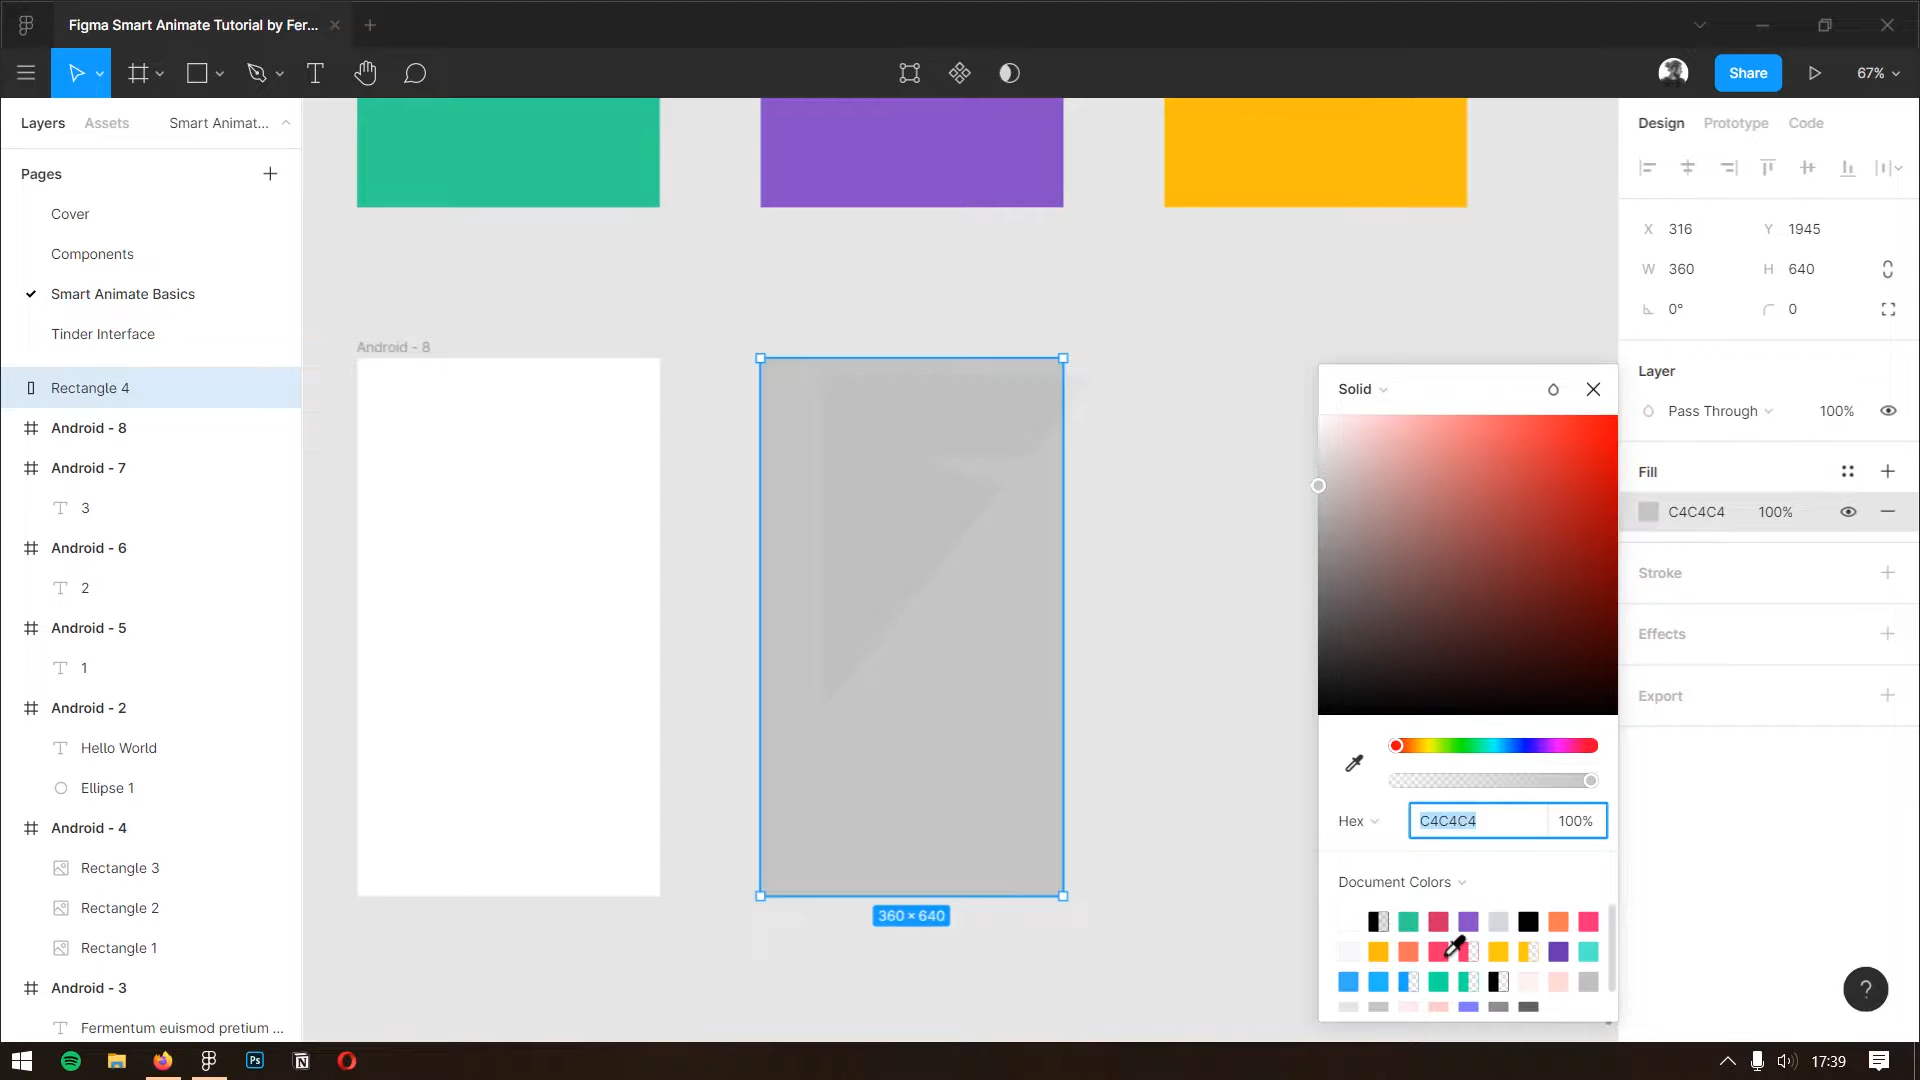 Figma Smart Animate Tutorial by Fer...
Share
67%
Layers
Assets
Smart Animat...
Pages
Cover
Components
Smart Animate Basics
Tinder Interface
Rectangle 4
Android - 8
Android - 7
3
Android - 6
2
Android - 5
1
Android - 2
Hello World
Ellipse 1
Android - 4
Rectangle 3
Rectangle 2
Rectangle 1
Android - 3
Fermentum euismod pretium ...
Android - 8
360 × 640
Solid
Hex
C4C4C4
100%
Document Colors
Design
Prototype
Code
X 316
Y 1945
W 360
H 640
0°
0
Layer
Pass Through
100%
Fill
C4C4C4
100%
Stroke
Effects
Export
?
Ps
17:39